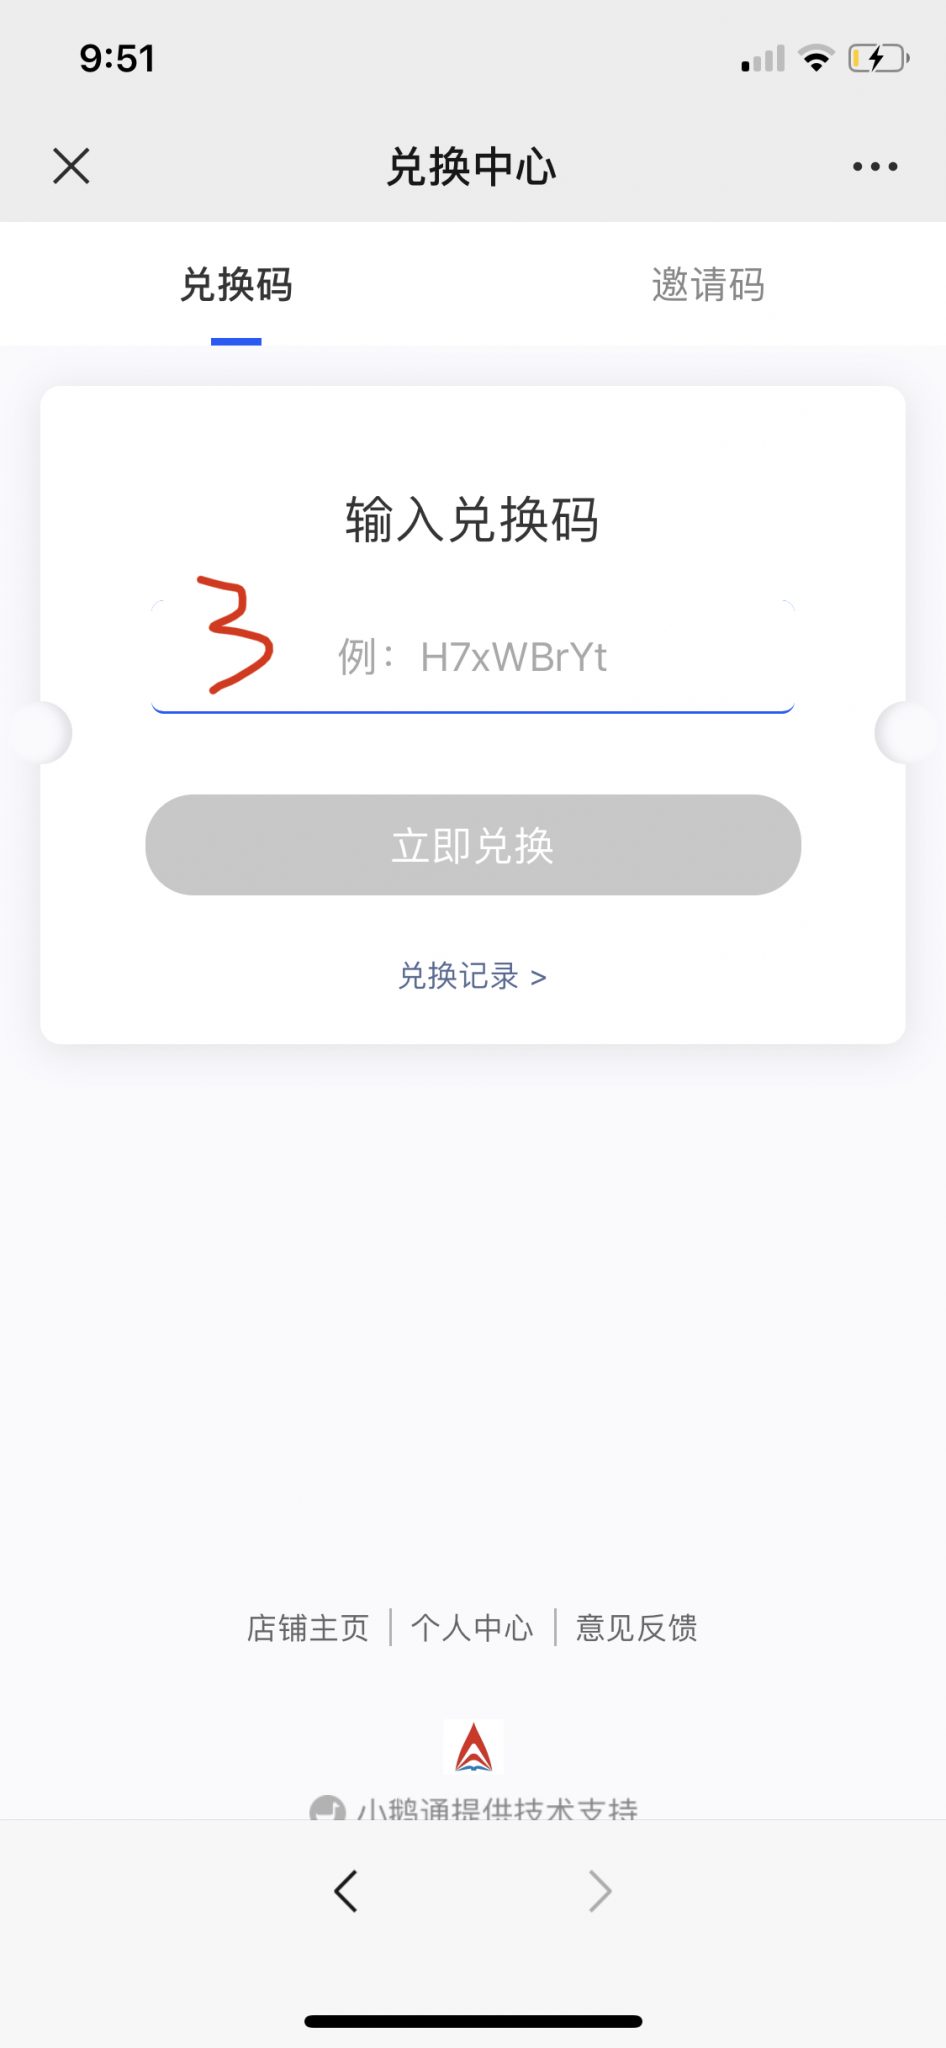 9:51
兑换中心
兑换码
邀请码
输入兑换码
3
例：H7xWBrYt
立即兑换
兑换记录 >
店铺主页 | 个人中心 | 意见反馈
小鹅通提供技术支持